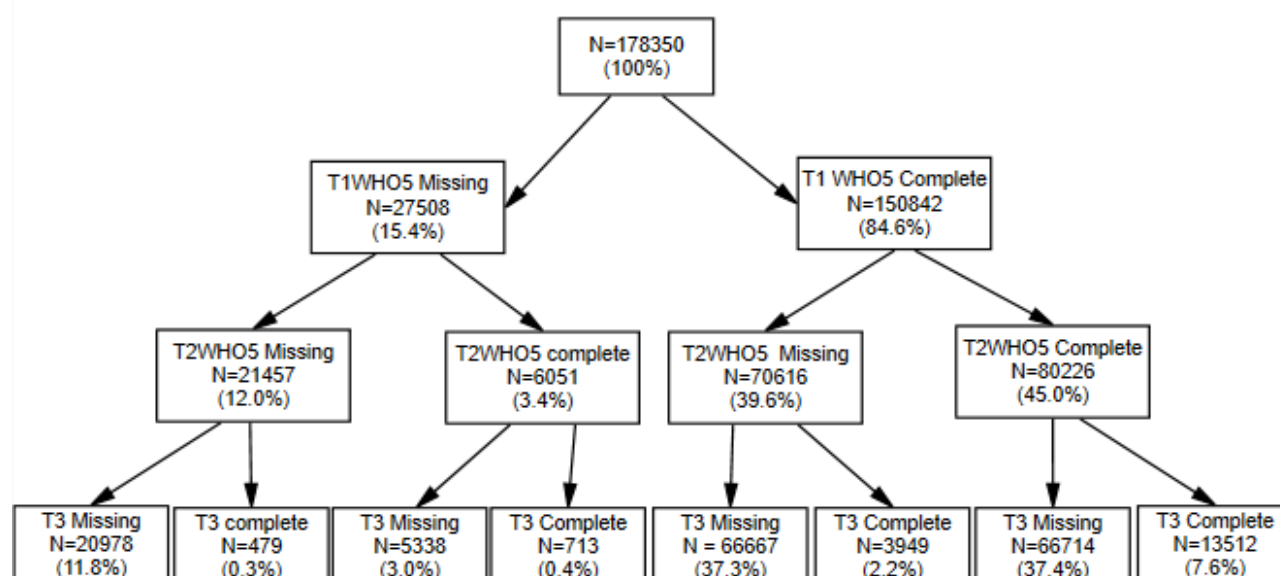 N=178350
(100%)
T1WHO5 Missing
N=27508
(15.4%)
T1 WHO5 Complete
N=150842
(84.6%)
T2WHO5 Missing
N=21457
(12.0%)
T2WHO5 complete
N=6051
(3.4%)
T2WHO5  Missing
N=70616
(39.6%)
T2WHO5 Complete
N=80226
(45.0%)
T3 Missing
N=20978
(11.8%)
T3 complete
N=479
(0.3%)
T3 Missing
N=5338
(3.0%)
T3 Complete
N=713
(0.4%)
T3 Missing
N = 66667
(37.3%)
T3 Complete
N=3949
(2.2%)
T3 Missing
N=66714
(37.4%)
T3 Complete
N=13512
(7.6%)